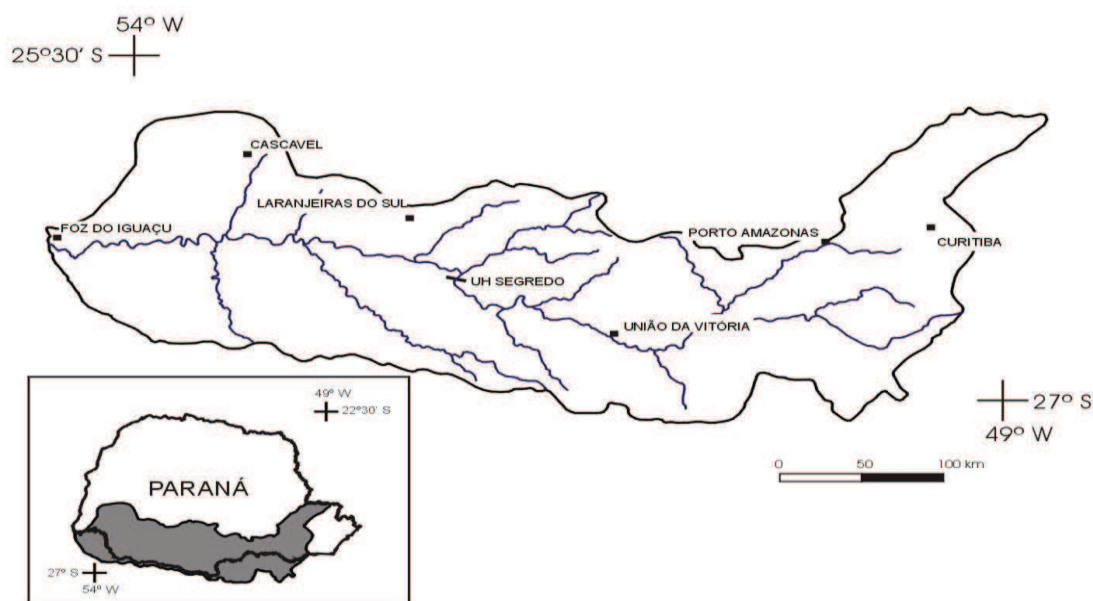 54º W
25º30' S
CASCAVEL
LARANJEIRAS DO SUL
FOZ DO IGUAÇU
PORTO AMAZONAS
CURITIBA
UH SEGREDO
UNIÃO DA VITÓRIA
27º S
49º W
0 50 100 km
49º W
22º30' S
PARANÁ
27º S
54º W